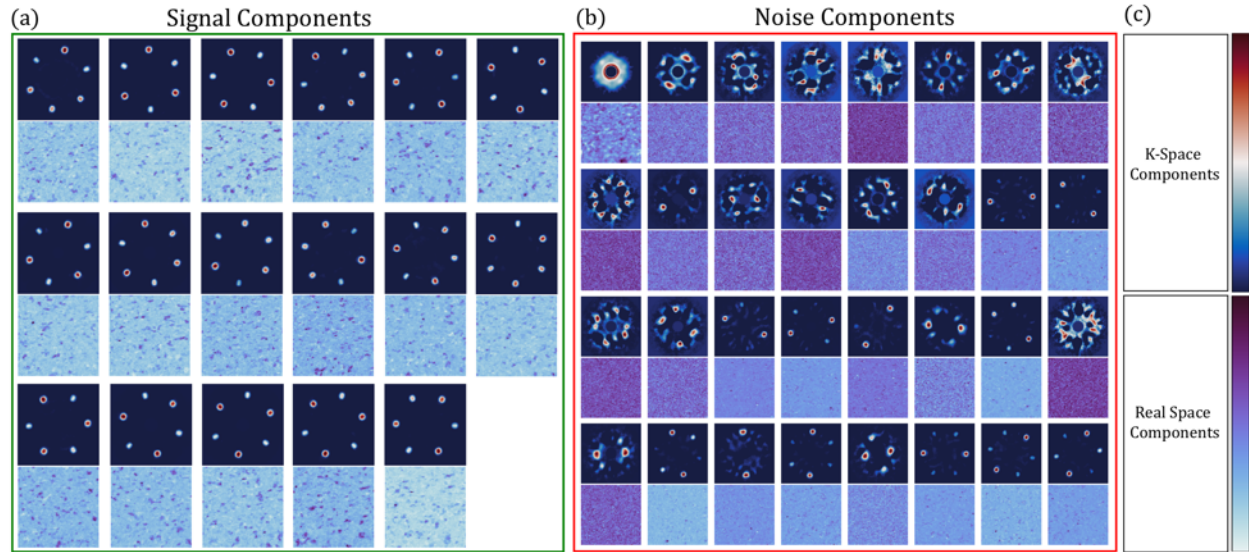 (a)
Signal Components
(b)
Noise Components
(c)
K-Space
Components
Real Space
Components